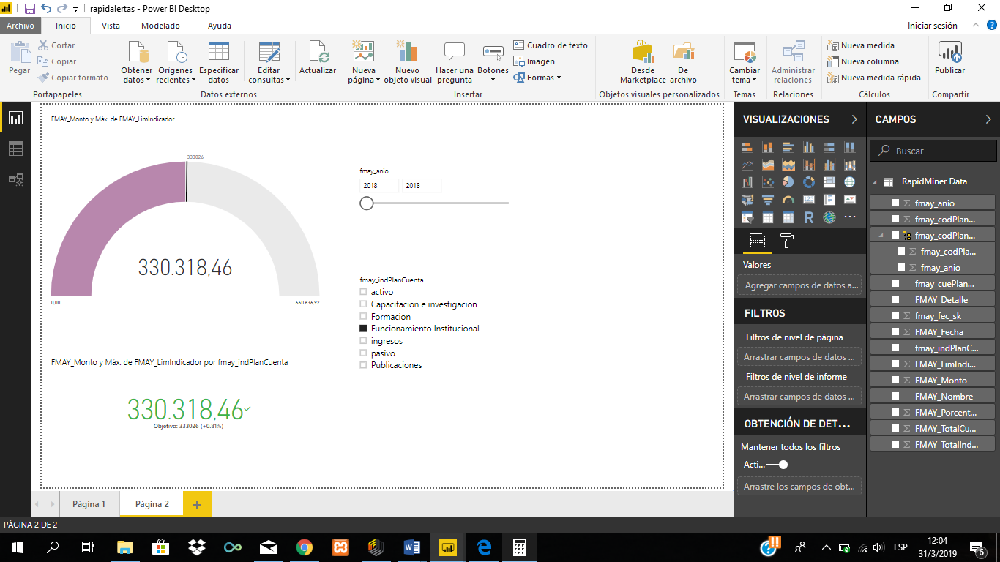 rapidalertas - Power BI Desktop
Archivo Inicio Vista Modelado Ayuda Iniciar sesión
Pegar
Cortar
Copiar
Copiar formato
Portapapeles
Obtener datos
Orígenes recientes
Especificar datos
Editar consultas
Actualizar
Datos externos
Nueva página
Nuevo objeto visual
Hacer una pregunta
Botones
Cuadro de texto
Imagen
Formas
Insertar
Desde Marketplace
De archivo
Objetos visuales personalizados
Cambiar tema
Temas
Administrar relaciones
Relaciones
Nueva medida
Nueva columna
Nueva medida rápida
Cálculos
Publicar
Compartir
FMAY_Monto y Máx. de FMAY_LimIndicador
333026
330.318,46
0.00
660.636.92
fmay_anio
2018 2018
fmay_indPlanCuenta
activo
Capacitacion e investigacion
Formacion
Funcionamiento Institucional
ingresos
pasivo
Publicaciones
FMAY_Monto y Máx. de FMAY_LimIndicador por fmay_indPlanCuenta
330.318,46
Objetivo: 333026 (+0.81%)
VISUALIZACIONES
R
Valores
Agregar campos de datos a...
FILTROS
Filtros de nivel de página
Arrastrar campos de datos ...
Filtros de nivel de informe
Arrastrar campos de datos ...
OBTENCIÓN DE DET...
Mantener todos los filtros
Acti...
Arrastre los campos de obt...
CAMPOS
Buscar
RapidMiner Data
fmay_anio
fmay_codPlan...
fmay_codPlan...
fmay_codPla...
fmay_anio
fmay_cuePlan...
FMAY_Detalle
fmay_fec_sk
FMAY_Fecha
fmay_indPlanC...
FMAY_LimIndi...
FMAY_Monto
FMAY_Nombre
FMAY_Porcent...
FMAY_TotalCu...
FMAY_TotalInd...
Página 1 Página 2
PÁGINA 2 DE 2
ESP
12:04
31/3/2019
6